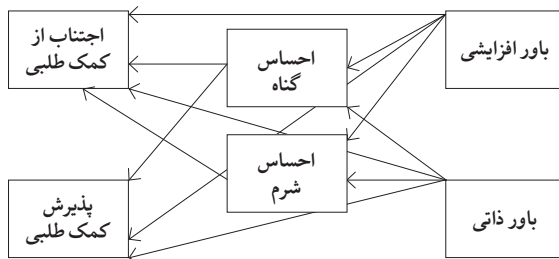 باور افزایشی
احساس
گناه
اجتناب از
کمک طلبی
باور ذاتی
احساس
شرم
پذیرش
کمک طلبی